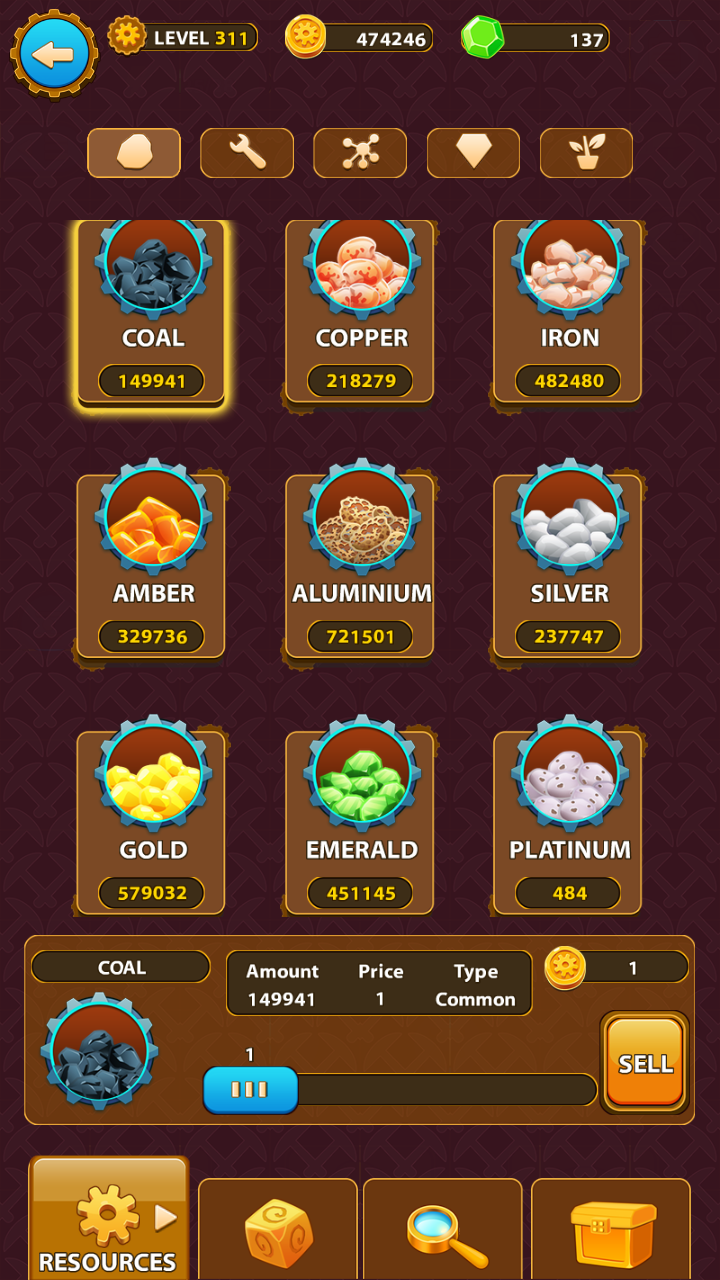 LEVEL 311
474246
137
COAL
149941
COPPER
218279
IRON
482480
AMBER
329736
ALUMINIUM
721501
SILVER
237747
GOLD
579032
EMERALD
451145
PLATINUM
484
COAL
Amount Price Type
149941 1 Common
1
1
SELL
RESOURCES